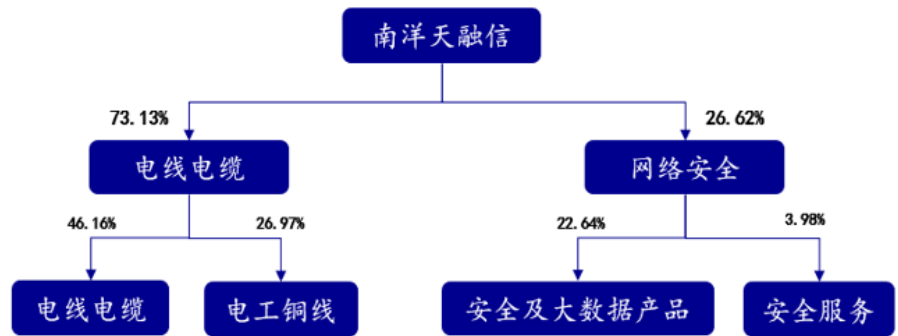 南洋天融信
73.13%
26.62%
电线电缆
网络安全
46.16%
26.97%
22.64%
3.98%
电线电缆
电工铜线
安全及大数据产品
安全服务